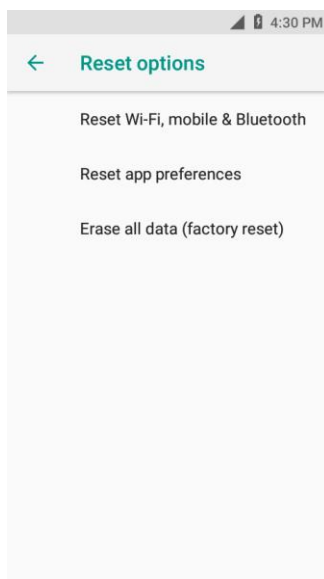 4:30 PM
Reset options
Reset Wi-Fi, mobile & Bluetooth
Reset app preferences
Erase all data (factory reset)